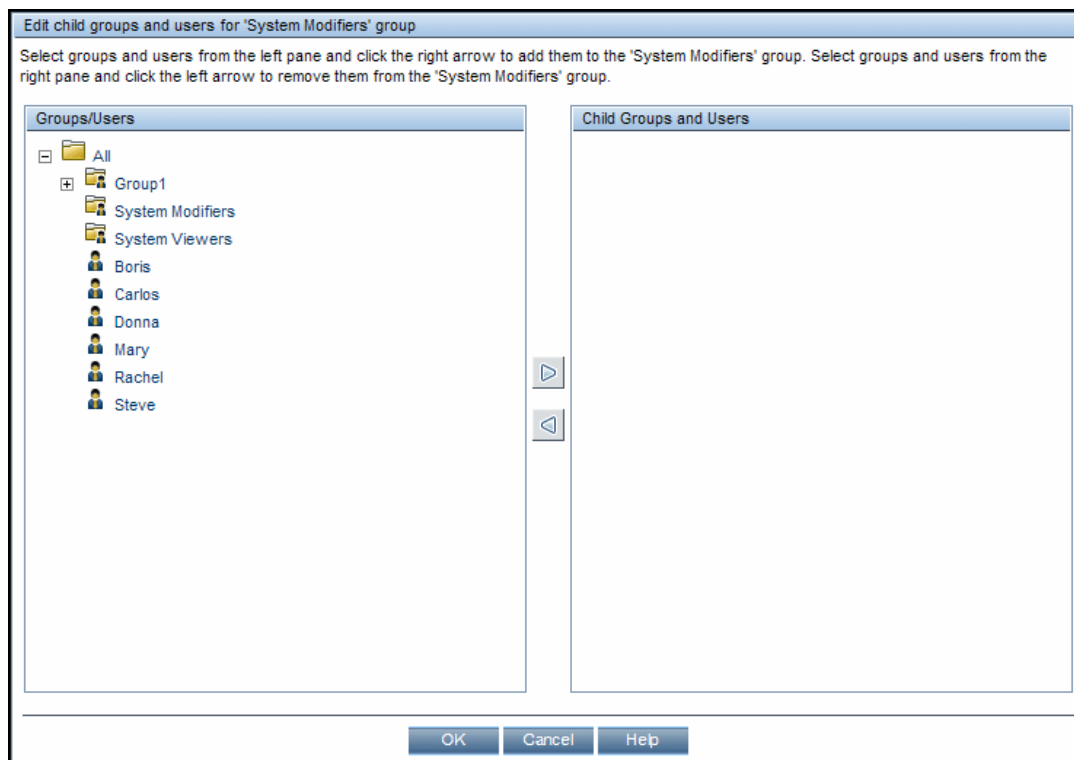 Edit child groups and users for 'System Modifiers' group
Select groups and users from the left pane and click the right arrow to add them to the 'System Modifiers' group. Select groups and users from the
right pane and click the left arrow to remove them from the 'System Modifiers' group.
Groups/Users
All
Group1
System Modifiers
System Viewers
Boris
Carlos
Donna
Mary
Rachel
Steve
Child Groups and Users
OK
Cancel
Help